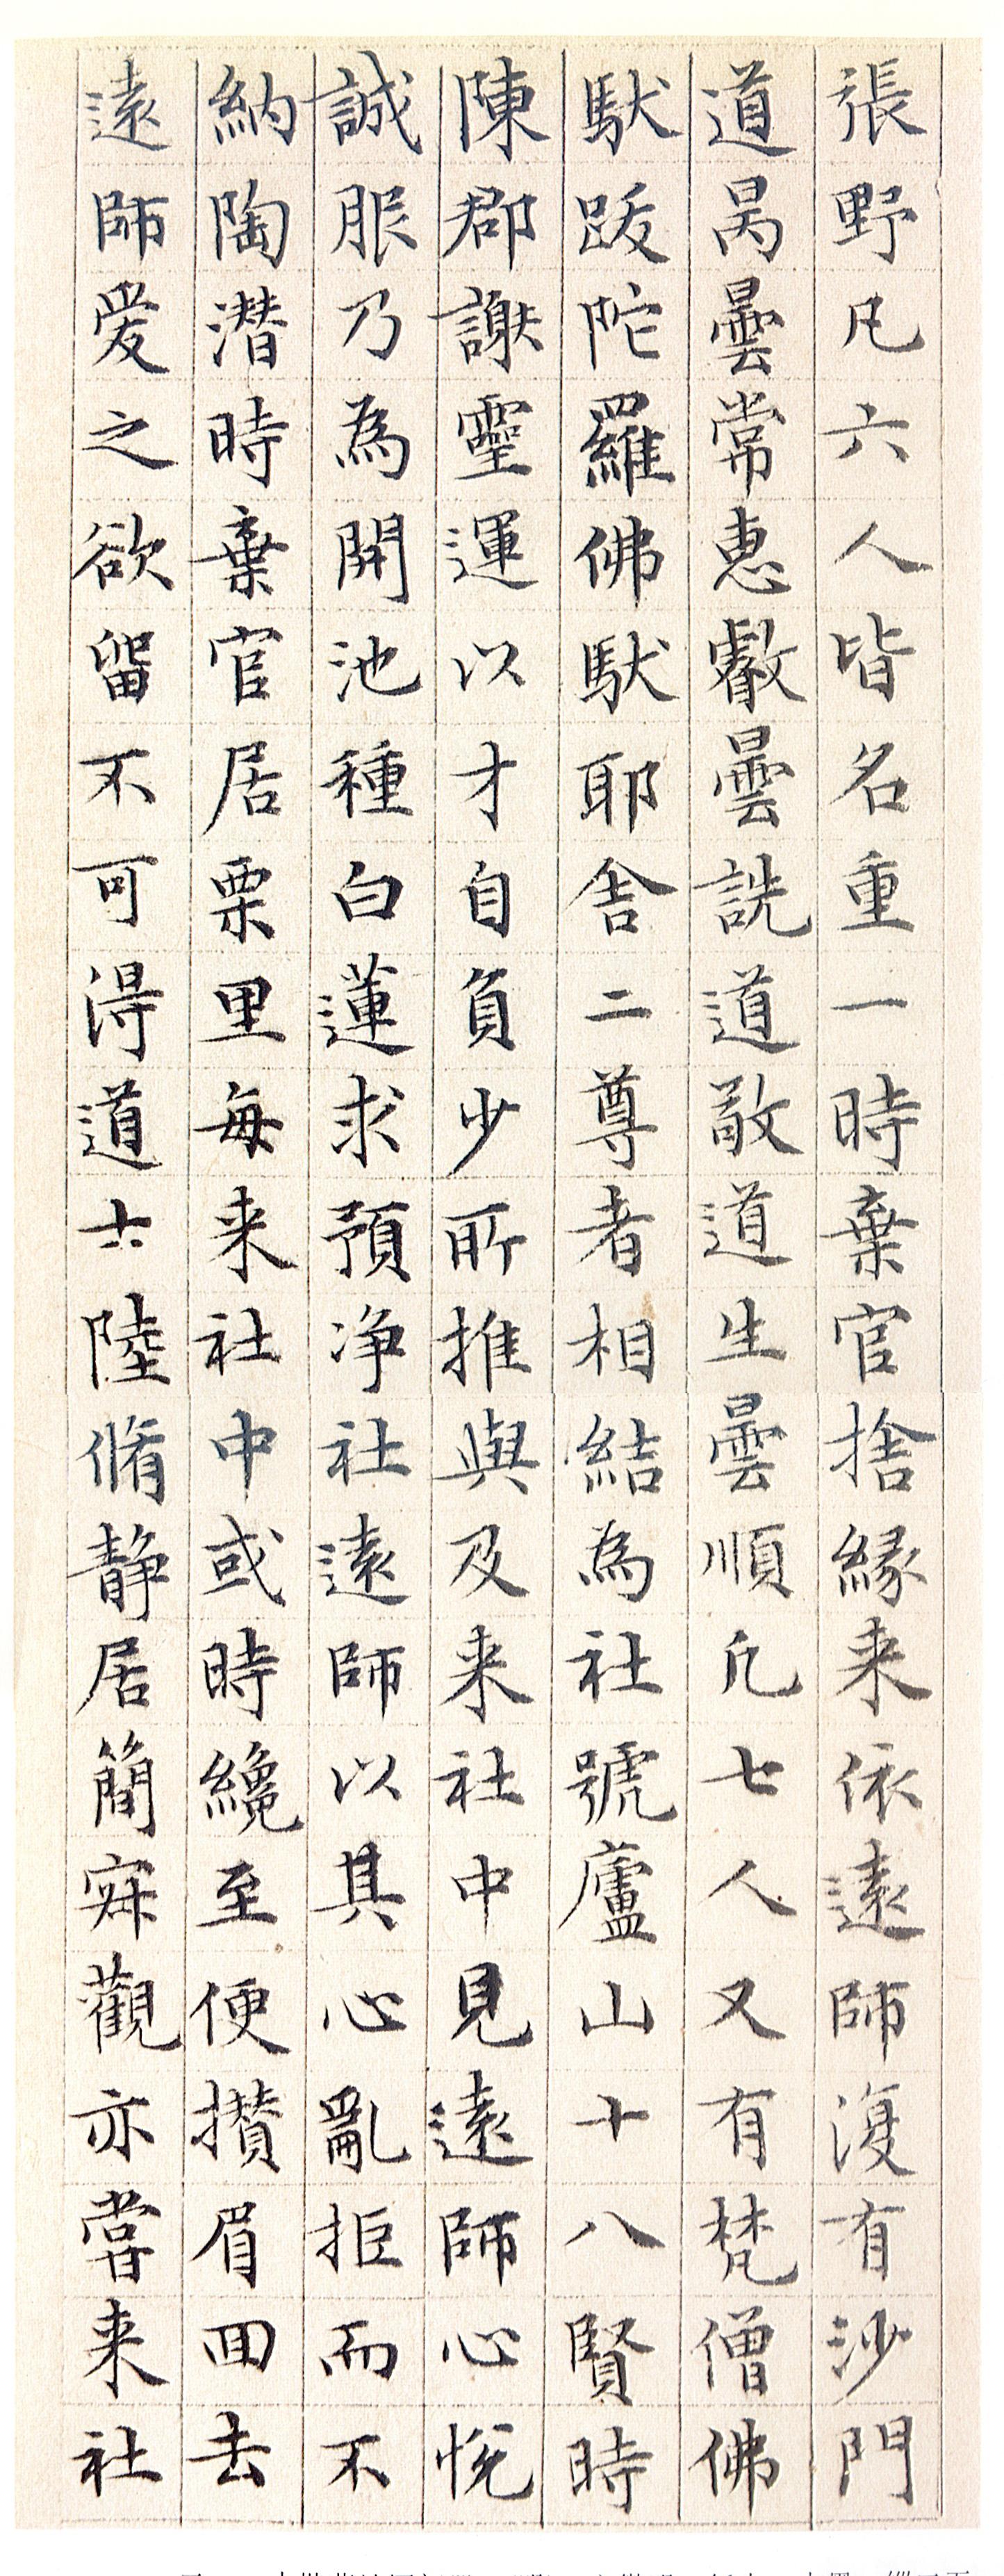 張野凡六人皆名重一時棄官捨緣来依遠師復有沙門
道昺曇常惠叡曇詵道敬道生曇順凡七人又有梵僧佛
馱跋陀羅佛馱耶舍二尊者相結為社號廬山十八賢時
陳郡謝靈運以才自負少所推與及来社中見遠師心悅
誠服乃為開池種白蓮求預净社遠師以其心亂拒而不
納陶潜時棄官居栗里每来社中或時纔至便攅眉回去
遠師愛之欲留不可得道士陸脩静居簡寂觀亦嘗来社